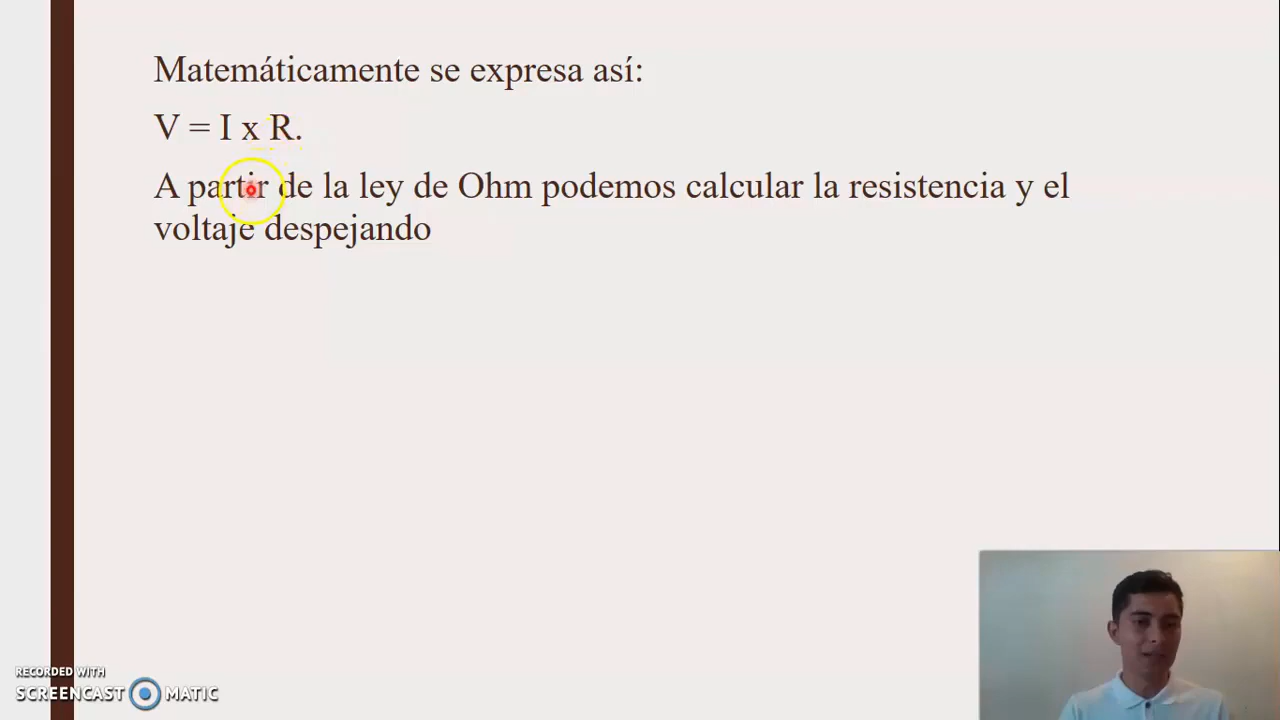 Matemáticamente se expresa así:
V = I x R.
A partir de la ley de Ohm podemos calcular la resistencia y el
voltaje despejando
RECORDED WITH
SCREENCAST MATIC